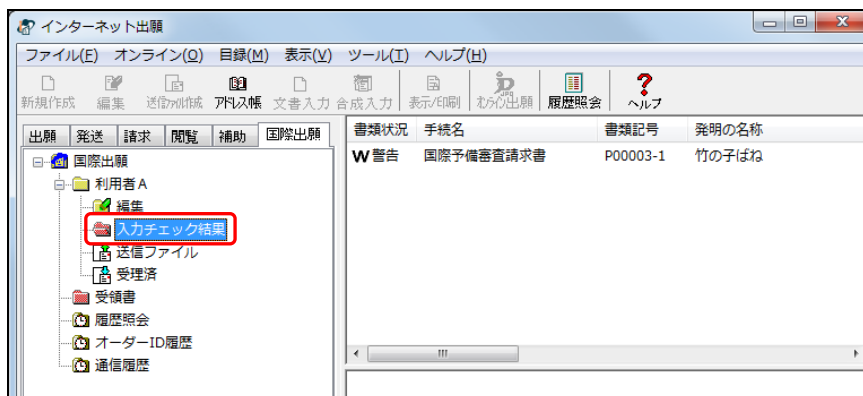 インターネット出願
ファイル(F) オンライン(O) 目録(M) 表示(V) ツール(T) ヘルプ(H)
新規作成 編集 送信ファイル作成 アドレス帳 文書入力 合成入力 表示/印刷 オンライン出願 履歴照会 ヘルプ
出願 発送 請求 閲覧 補助 国際出願
書類状況 手続名 書類記号 発明の名称
W 警告 国際予備審査請求書 P00003-1 竹の子ばね
国際出願
利用者A
編集
入力チェック結果
送信ファイル
受理済
受領書
履歴照会
オーダーID履歴
通信履歴